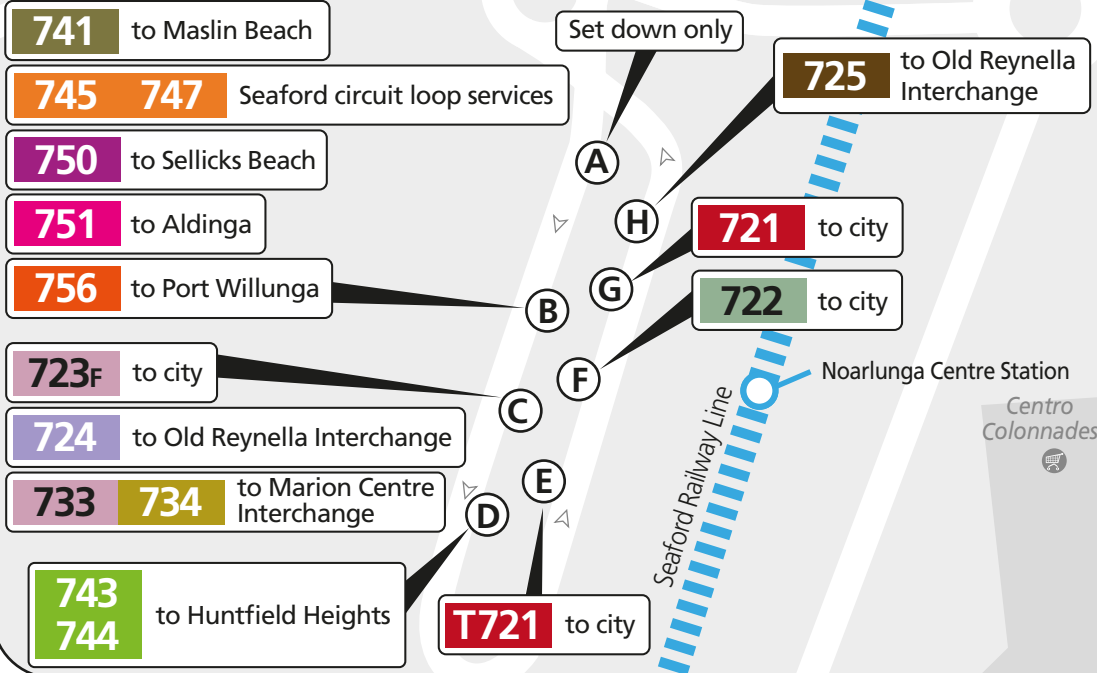 741 to Maslin Beach
745 747 Seaford circuit loop services
750 to Sellicks Beach
751 to Aldinga
756 to Port Willunga
723F to city
724 to Old Reynella Interchange
733 734 to Marion Centre
Interchange
743
744
to Huntfield Heights
T721 to city
Set down only
725
to Old Reynella
Interchange
721 to city
722 to city
A
H
G
B
F
C
E
D
Noarlunga Centre Station
Seaford Railway Line
Centro
Colonnades